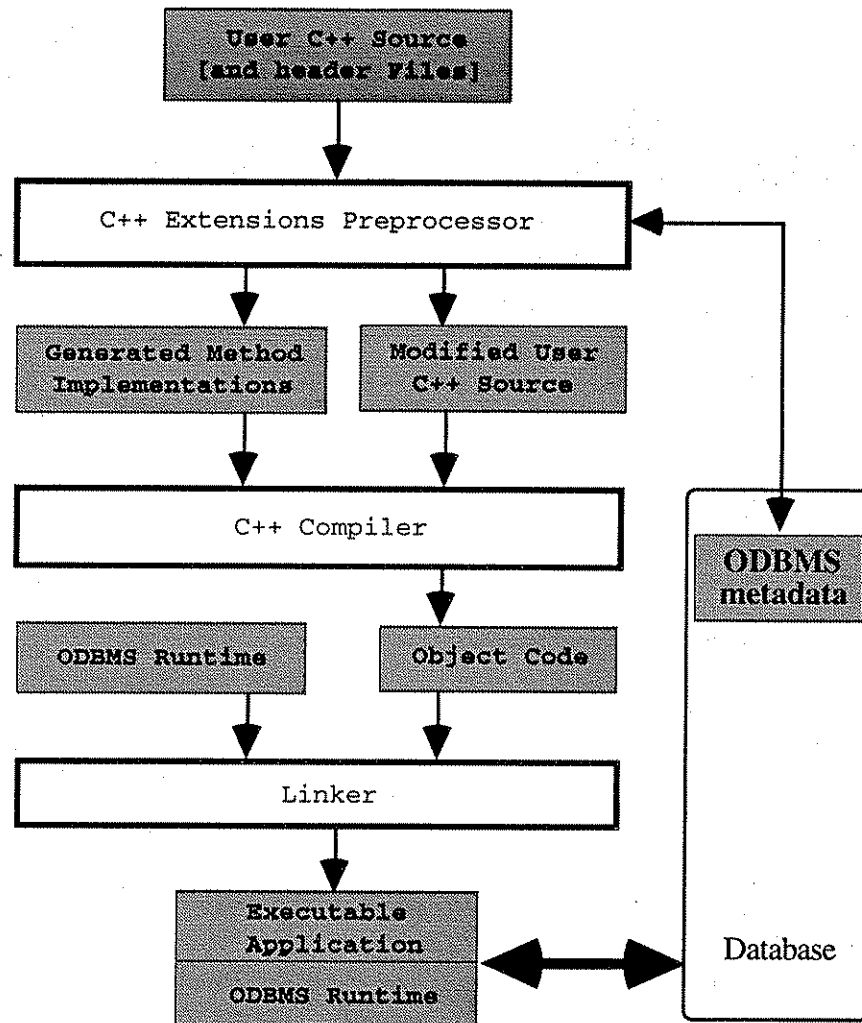 User C++ Source
[and header Files]
C++ Extensions Preprocessor
Generated Method
Implementations
Modified User
C++ Source
C++ Compiler
ODBMS
metadata
ODBMS Runtime
Object Code
Linker
Executable
Application
ODBMS Runtime
Database